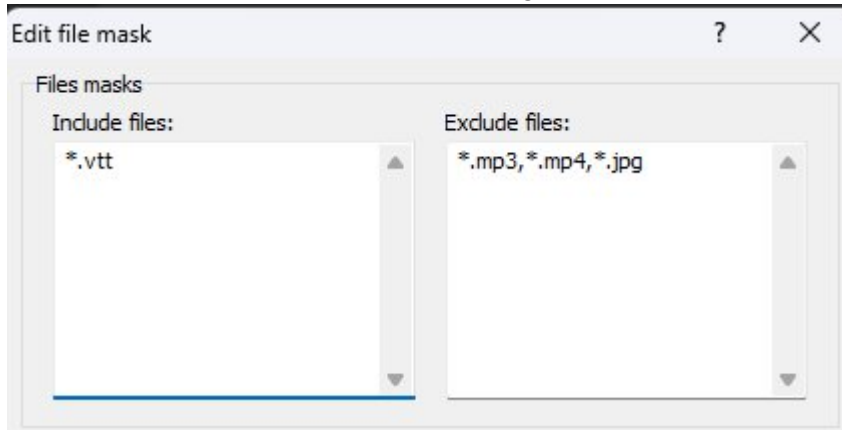 Edit file mask ? ×
Files masks
Include files: Exclude files:
*.vtt *.mp3,*.mp4,*.jpg